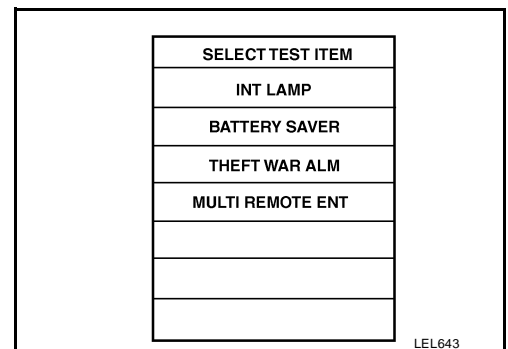 SELECT TEST ITEM
INT LAMP
BATTERY SAVER
THEFT WAR ALM
MULTI REMOTE ENT
LEL643